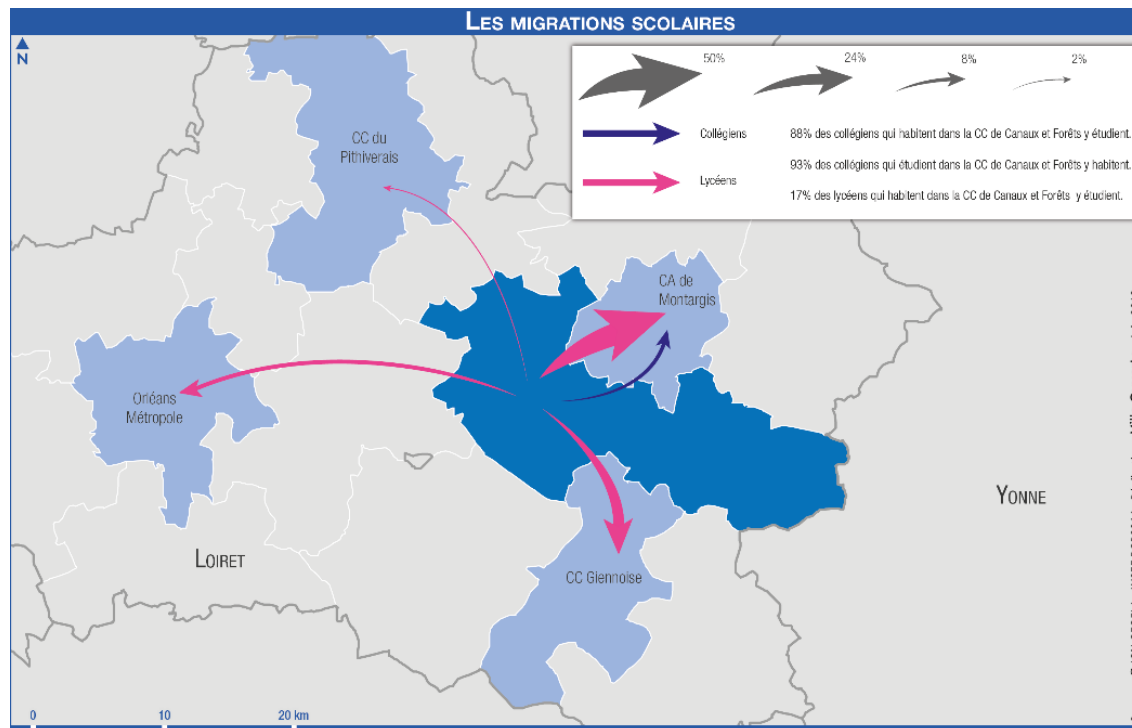 LES MIGRATIONS SCOLAIRES
N
50%
24%
8%
2%
Collégiens
88% des collégiens qui habitent dans la CC de Canaux et Forêts y étudient.
93% des collégiens qui étudient dans la CC de Canaux et Forêts y habitent.
Lycéens
17% des lycéens qui habitent dans la CC de Canaux et Forêts y étudient.
CC du
Pithiverais
CA de
Montargis
Orléans
Métropole
YONNE
LOIRET
CC Giennoise
0
10
20 km